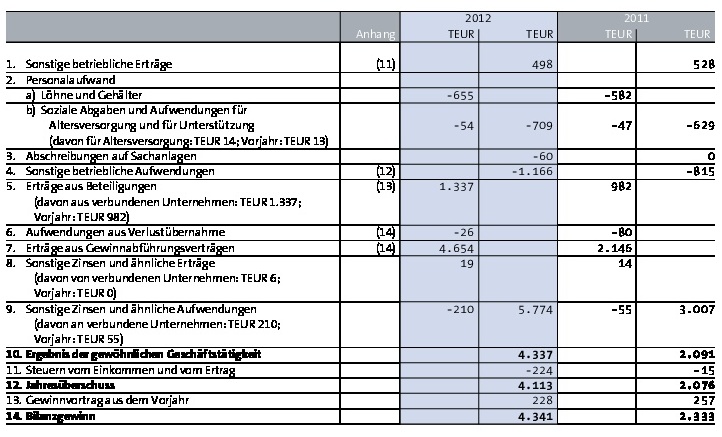 2012 2011
Anhang TEUR TEUR TEUR TEUR
1. Sonstige betriebliche Erträge (11) 498 528
2. Personalaufwand
a) Löhne und Gehälter -655 -582
b) Soziale Abgaben und Aufwendungen für
Altersversorgung und für Unterstützung -54 -709 -47 -629
(davon für Altersversorgung: TEUR 14; Vorjahr: TEUR 13)
3. Abschreibungen auf Sachanlagen -60 0
4. Sonstige betriebliche Aufwendungen (12) -1.166 -815
5. Erträge aus Beteiligungen (13) 1.337 982
(davon aus verbundenen Unternehmen: TEUR 1.337;
Vorjahr: TEUR 982)
6. Aufwendungen aus Verlustübernahme (14) -26 -80
7. Erträge aus Gewinnabführungsverträgen (14) 4.654 2.146
8. Sonstige Zinsen und ähnliche Erträge 19 14
(davon von verbundenen Unternehmen: TEUR 6;
Vorjahr: TEUR 0)
9. Sonstige Zinsen und ähnliche Aufwendungen -210 5.774 -55 3.007
(davon an verbundene Unternehmen: TEUR 210;
Vorjahr: TEUR 55)
10. Ergebnis der gewöhnlichen Geschäftstätigkeit 4.337 2.091
11. Steuern vom Einkommen und vom Ertrag -224 -15
12. Jahresüberschuss 4.113 2.076
13. Gewinnvortrag aus dem Vorjahr 228 257
14. Bilanzgewinn 4.341 2.333